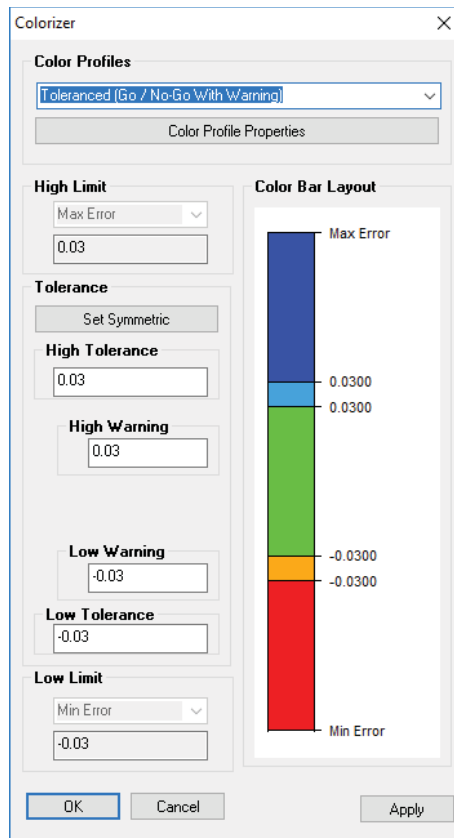 Colorizer
Color Profiles
Toleranced (Go / No-Go With Warning)
Color Profile Properties
High Limit
Max Error
0.03
Tolerance
Set Symmetric
High Tolerance
0.03
High Warning
0.03
Low Warning
-0.03
Low Tolerance
-0.03
Low Limit
Min Error
-0.03
Color Bar Layout
Max Error
0.0300
0.0300
-0.0300
-0.0300
Min Error
OK
Cancel
Apply